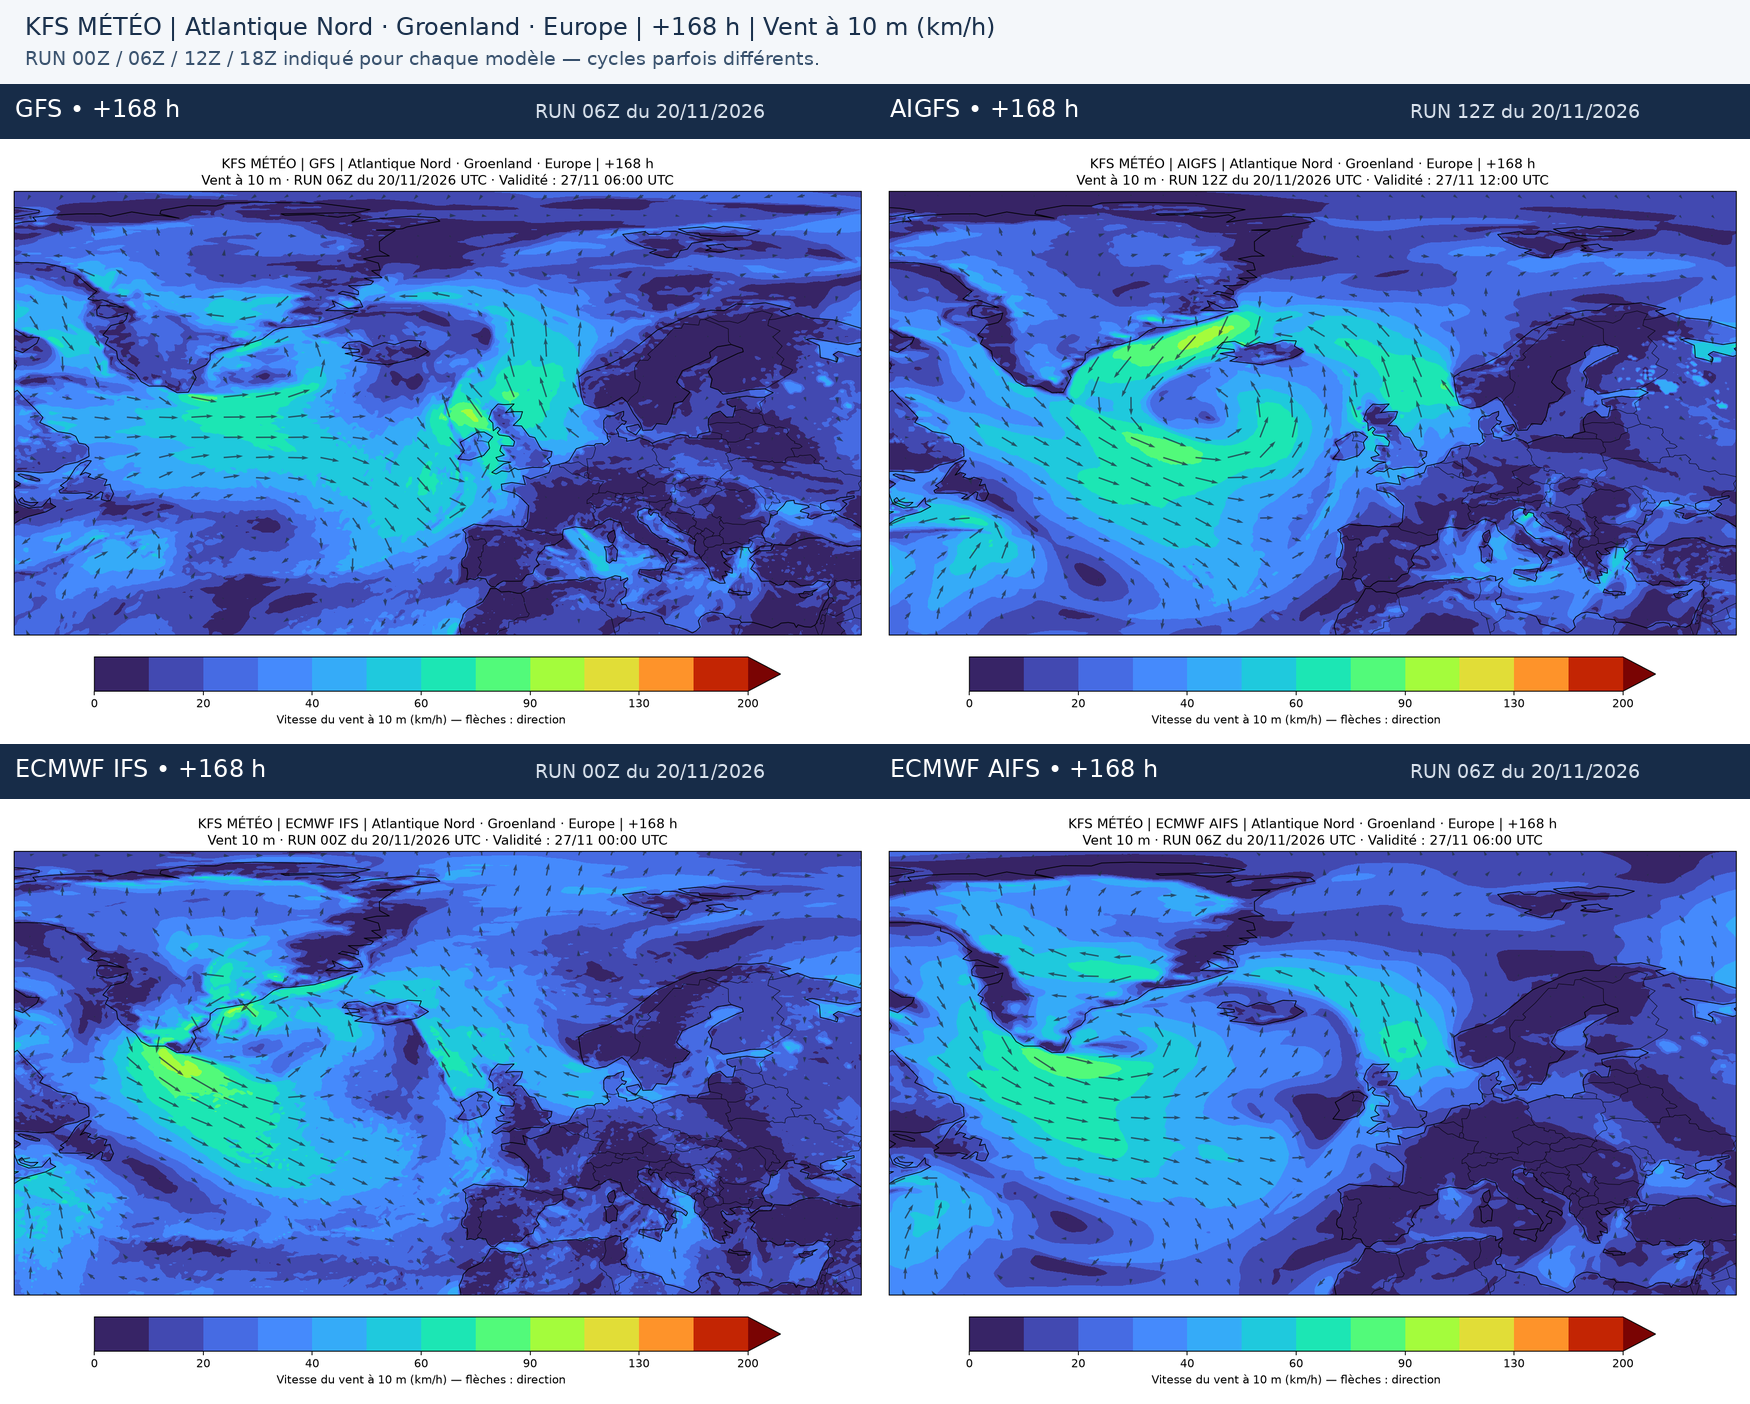 KFS MÉTÉO | Atlantique Nord · Groenland · Europe | +168 h | Vent à 10 m (km/h)
RUN 00Z / 06Z / 12Z / 18Z indiqué pour chaque modèle — cycles parfois différents.
GFS • +168 h RUN 06Z du 20/11/2026
KFS MÉTÉO | GFS | Atlantique Nord · Groenland · Europe | +168 h
Vent à 10 m · RUN 06Z du 20/11/2026 UTC · Validité : 27/11 06:00 UTC
0 20 40 60 90 130 200
Vitesse du vent à 10 m (km/h) — flèches : direction
AIGFS • +168 h RUN 12Z du 20/11/2026
KFS MÉTÉO | AIGFS | Atlantique Nord · Groenland · Europe | +168 h
Vent à 10 m · RUN 12Z du 20/11/2026 UTC · Validité : 27/11 12:00 UTC
0 20 40 60 90 130 200
Vitesse du vent à 10 m (km/h) — flèches : direction
ECMWF IFS • +168 h RUN 00Z du 20/11/2026
KFS MÉTÉO | ECMWF IFS | Atlantique Nord · Groenland · Europe | +168 h
Vent 10 m · RUN 00Z du 20/11/2026 UTC · Validité : 27/11 00:00 UTC
0 20 40 60 90 130 200
Vitesse du vent à 10 m (km/h) — flèches : direction
ECMWF AIFS • +168 h RUN 06Z du 20/11/2026
KFS MÉTÉO | ECMWF AIFS | Atlantique Nord · Groenland · Europe | +168 h
Vent 10 m · RUN 06Z du 20/11/2026 UTC · Validité : 27/11 06:00 UTC
0 20 40 60 90 130 200
Vitesse du vent à 10 m (km/h) — flèches : direction